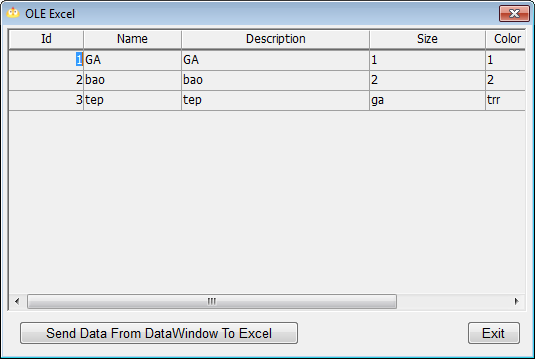 OLE Excel
Id Name Description Size Color
1 GA GA 1 1
2 bao bao 2 2
3 tep tep ga trr
Send Data From DataWindow To Excel Exit